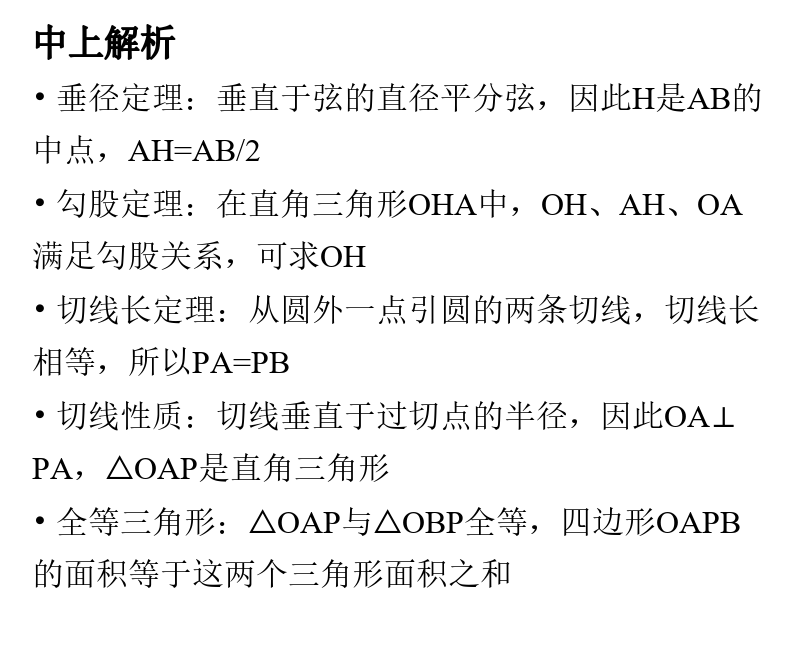 中上解析
• 垂径定理：垂直于弦的直径平分弦，因此H是AB的
中点，AH=AB/2
• 勾股定理：在直角三角形OHA中，OH、AH、OA
满足勾股关系，可求OH
• 切线长定理：从圆外一点引圆的两条切线，切线长
相等，所以PA=PB
• 切线性质：切线垂直于过切点的半径，因此OA⊥
PA，△OAP是直角三角形
• 全等三角形：△OAP与△OBP全等，四边形OAPB
的面积等于这两个三角形面积之和